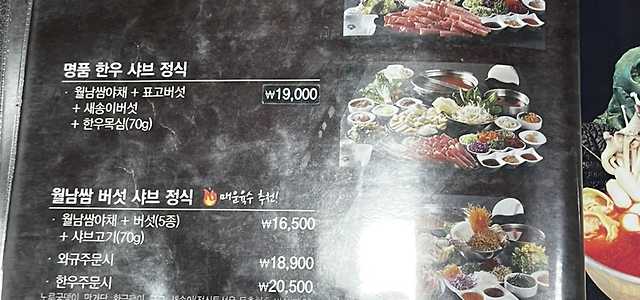 명품 한우 샤브 정식
· 월남쌈야채 + 표고버섯
+ 새송이버섯
+ 한우목심(70g)
₩19,000
월남쌈 버섯 샤브 정식 매운육수 추천!
· 월남쌈야채 + 버섯(5종)
+ 샤브고기(70g)
₩16,500
· 와규주문시 ₩18,900
· 한우주문시 ₩20,500